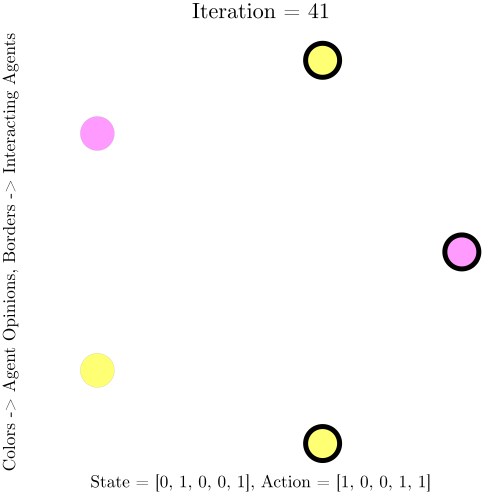 Iteration = 41
Colors -> Agent Opinions, Borders -> Interacting Agents
State = [0, 1, 0, 0, 1], Action = [1, 0, 0, 1, 1]